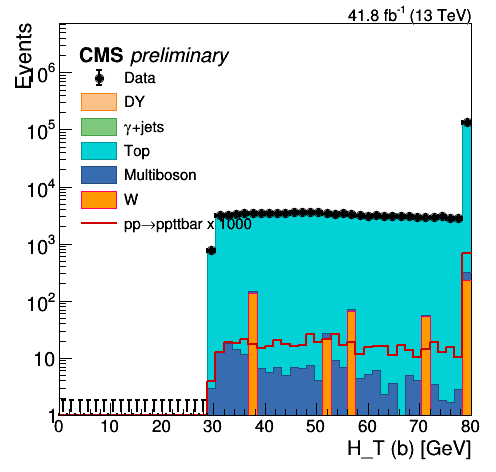 41.8 fb⁻¹ (13 TeV)
Events
CMS preliminary
Data
DY
γ+jets
Top
Multiboson
W
pp→ppttbar x 1000
10⁶
10⁵
10⁴
10³
10²
10
1
0 10 20 30 40 50 60 70 80
H_T (b) [GeV]